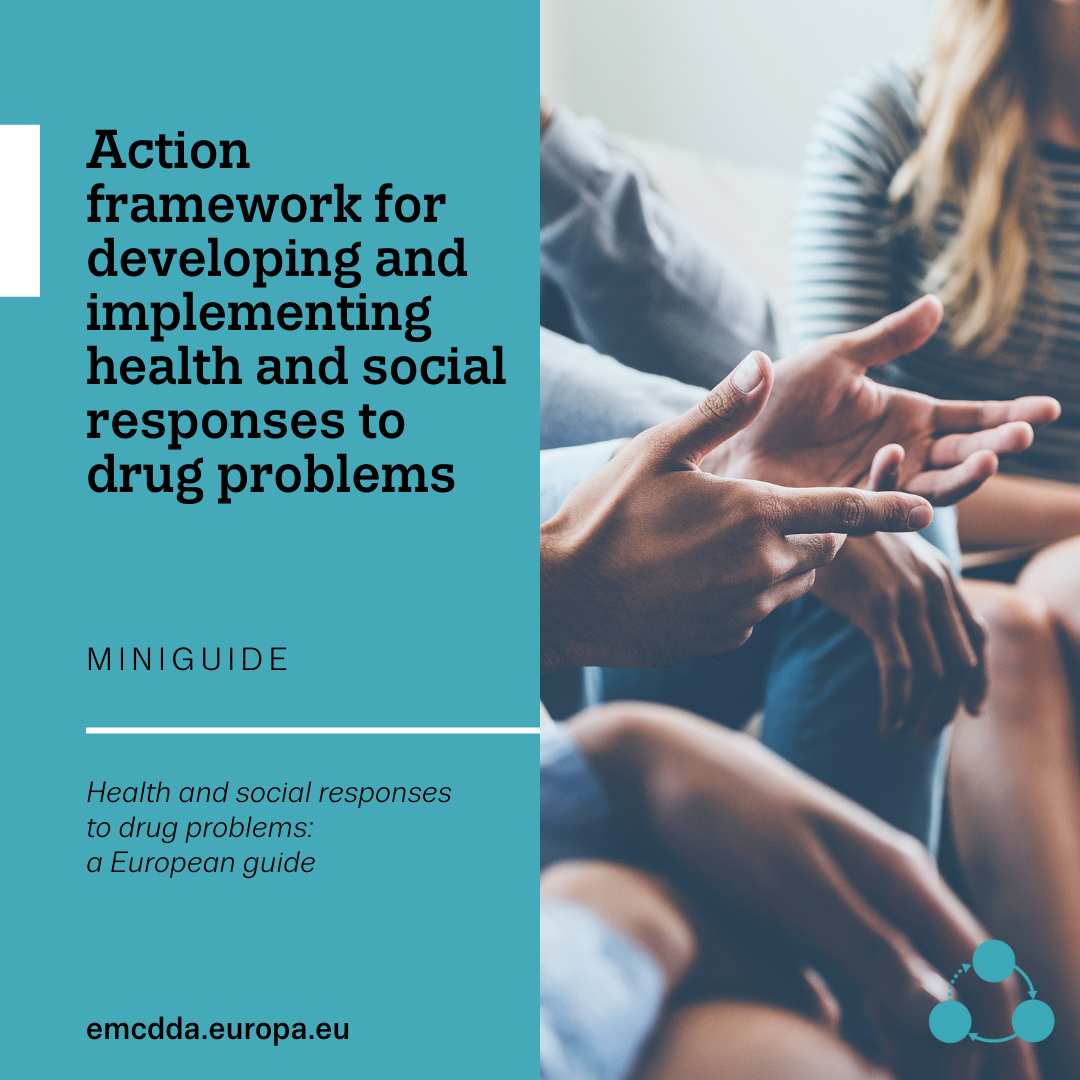 Action
framework for
developing and
implementing
health and social
responses to
drug problems
MINIGUIDE
Health and social responses
to drug problems:
a European guide
emcdda.europa.eu